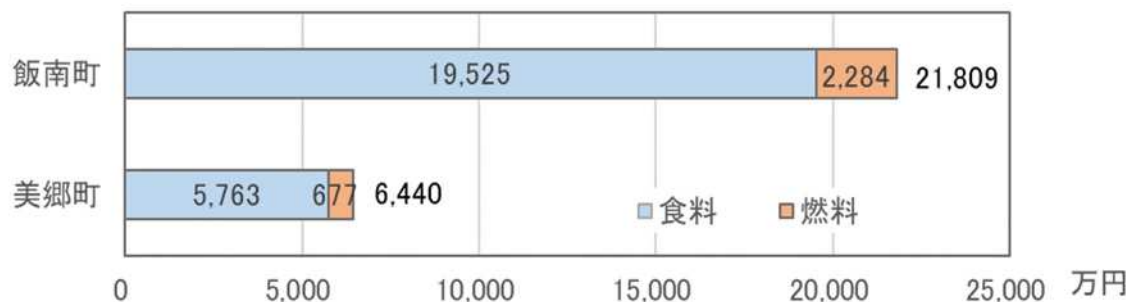 飯南町 19,525 2,284 21,809
美郷町 5,763 677 6,440
食料 燃料
0 5,000 10,000 15,000 20,000 25,000 万円